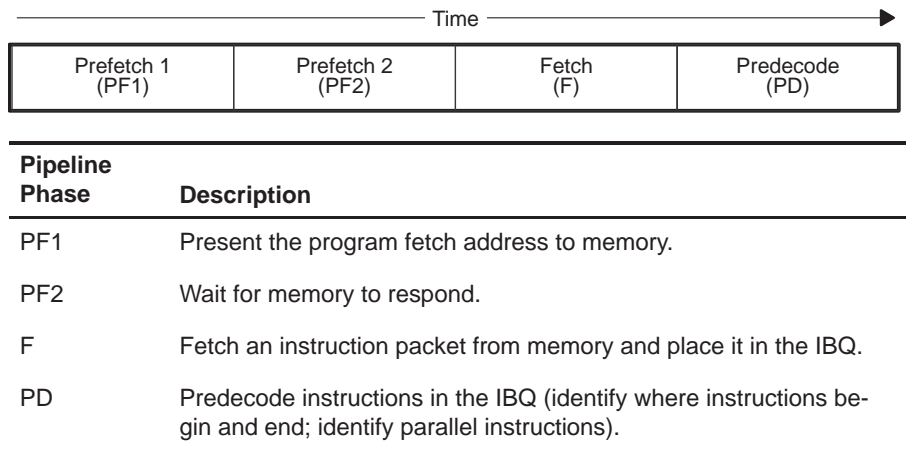 Time
Prefetch 1
(PF1)
Prefetch 2
(PF2)
Fetch
(F)
Predecode
(PD)
Pipeline
Phase Description
PF1 Present the program fetch address to memory.
PF2 Wait for memory to respond.
F Fetch an instruction packet from memory and place it in the IBQ.
PD Predecode instructions in the IBQ (identify where instructions be-
gin and end; identify parallel instructions).